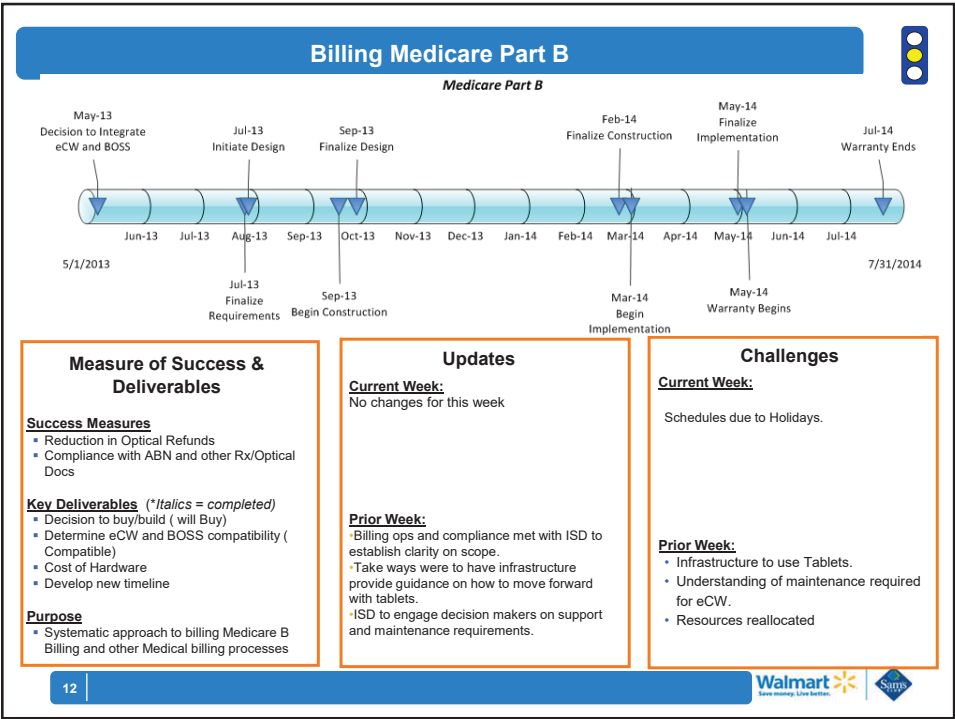 Billing Medicare Part B
Medicare Part B
May-13
Decision to Integrate
eCW and BOSS
Jul-13
Initiate Design
Sep-13
Finalize Design
Feb-14
Finalize Construction
May-14
Finalize
Implementation
Jul-14
Warranty Ends
Jun-13 Jul-13 Aug-13 Sep-13 Oct-13 Nov-13 Dec-13 Jan-14 Feb-14 Mar-14 Apr-14 May-14 Jun-14 Jul-14
5/1/2013
7/31/2014
Jul-13
Finalize
Requirements
Sep-13
Begin Construction
Mar-14
Begin
Implementation
May-14
Warranty Begins
Measure of Success &
Deliverables
Success Measures
▪ Reduction in Optical Refunds
▪ Compliance with ABN and other Rx/Optical
Docs
Key Deliverables (*Italics = completed)
▪ Decision to buy/build ( will Buy)
▪ Determine eCW and BOSS compatibility (
Compatible)
▪ Cost of Hardware
▪ Develop new timeline
Purpose
▪ Systematic approach to billing Medicare B
Billing and other Medical billing processes
Updates
Current Week:
No changes for this week
Prior Week:
•Billing ops and compliance met with ISD to
establish clarity on scope.
•Take ways were to have infrastructure
provide guidance on how to move forward
with tablets.
•ISD to engage decision makers on support
and maintenance requirements.
Challenges
Current Week:
Schedules due to Holidays.
Prior Week:
• Infrastructure to use Tablets.
• Understanding of maintenance required
for eCW.
• Resources reallocated
12
Walmart
Save money. Live better.
Sam's
CLUB